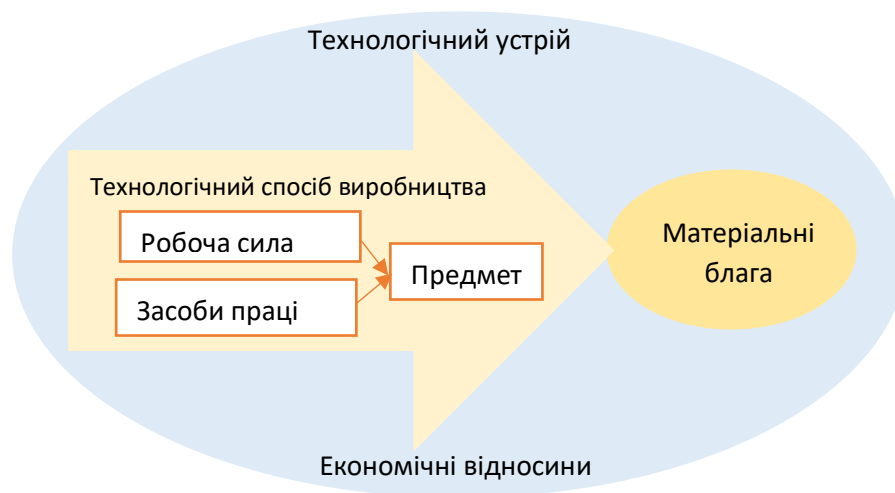 Технологічний устрій
Технологічний спосіб виробництва
Робоча сила
Засоби праці
Предмет
Матеріальні
блага
Економічні відносини